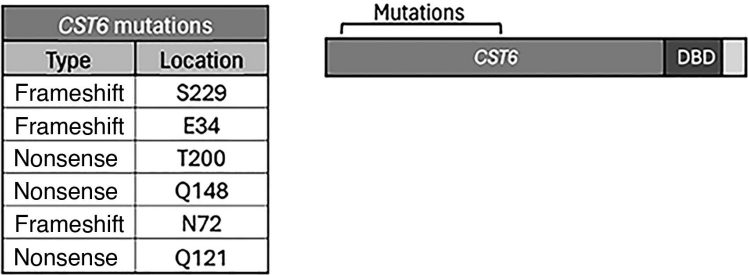 CST6 mutations
Type Location
Frameshift S229
Frameshift E34
Nonsense T200
Nonsense Q148
Frameshift N72
Nonsense Q121
Mutations
CST6 DBD